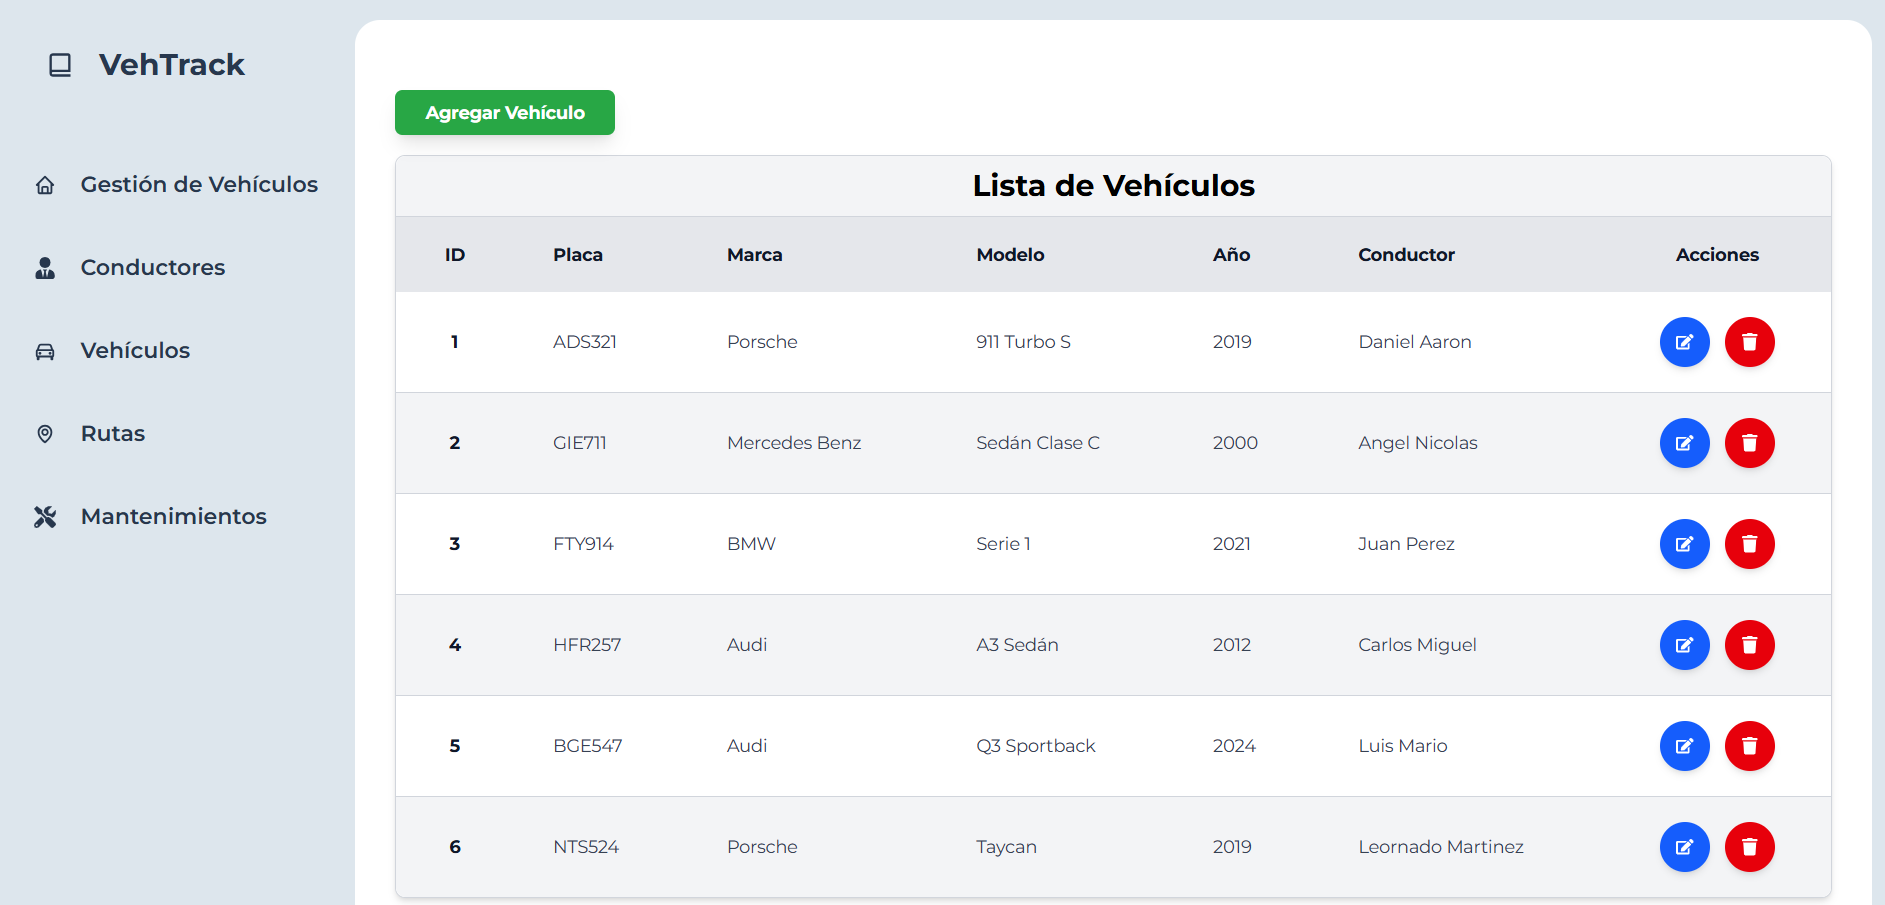 VehTrack
Gestión de Vehículos
Conductores
Vehículos
Rutas
Mantenimientos
Agregar Vehículo
Lista de Vehículos
ID Placa Marca Modelo Año Conductor Acciones
1 ADS321 Porsche 911 Turbo S 2019 Daniel Aaron
2 GIE711 Mercedes Benz Sedán Clase C 2000 Angel Nicolas
3 FTY914 BMW Serie 1 2021 Juan Perez
4 HFR257 Audi A3 Sedán 2012 Carlos Miguel
5 BGE547 Audi Q3 Sportback 2024 Luis Mario
6 NTS524 Porsche Taycan 2019 Leornado Martinez